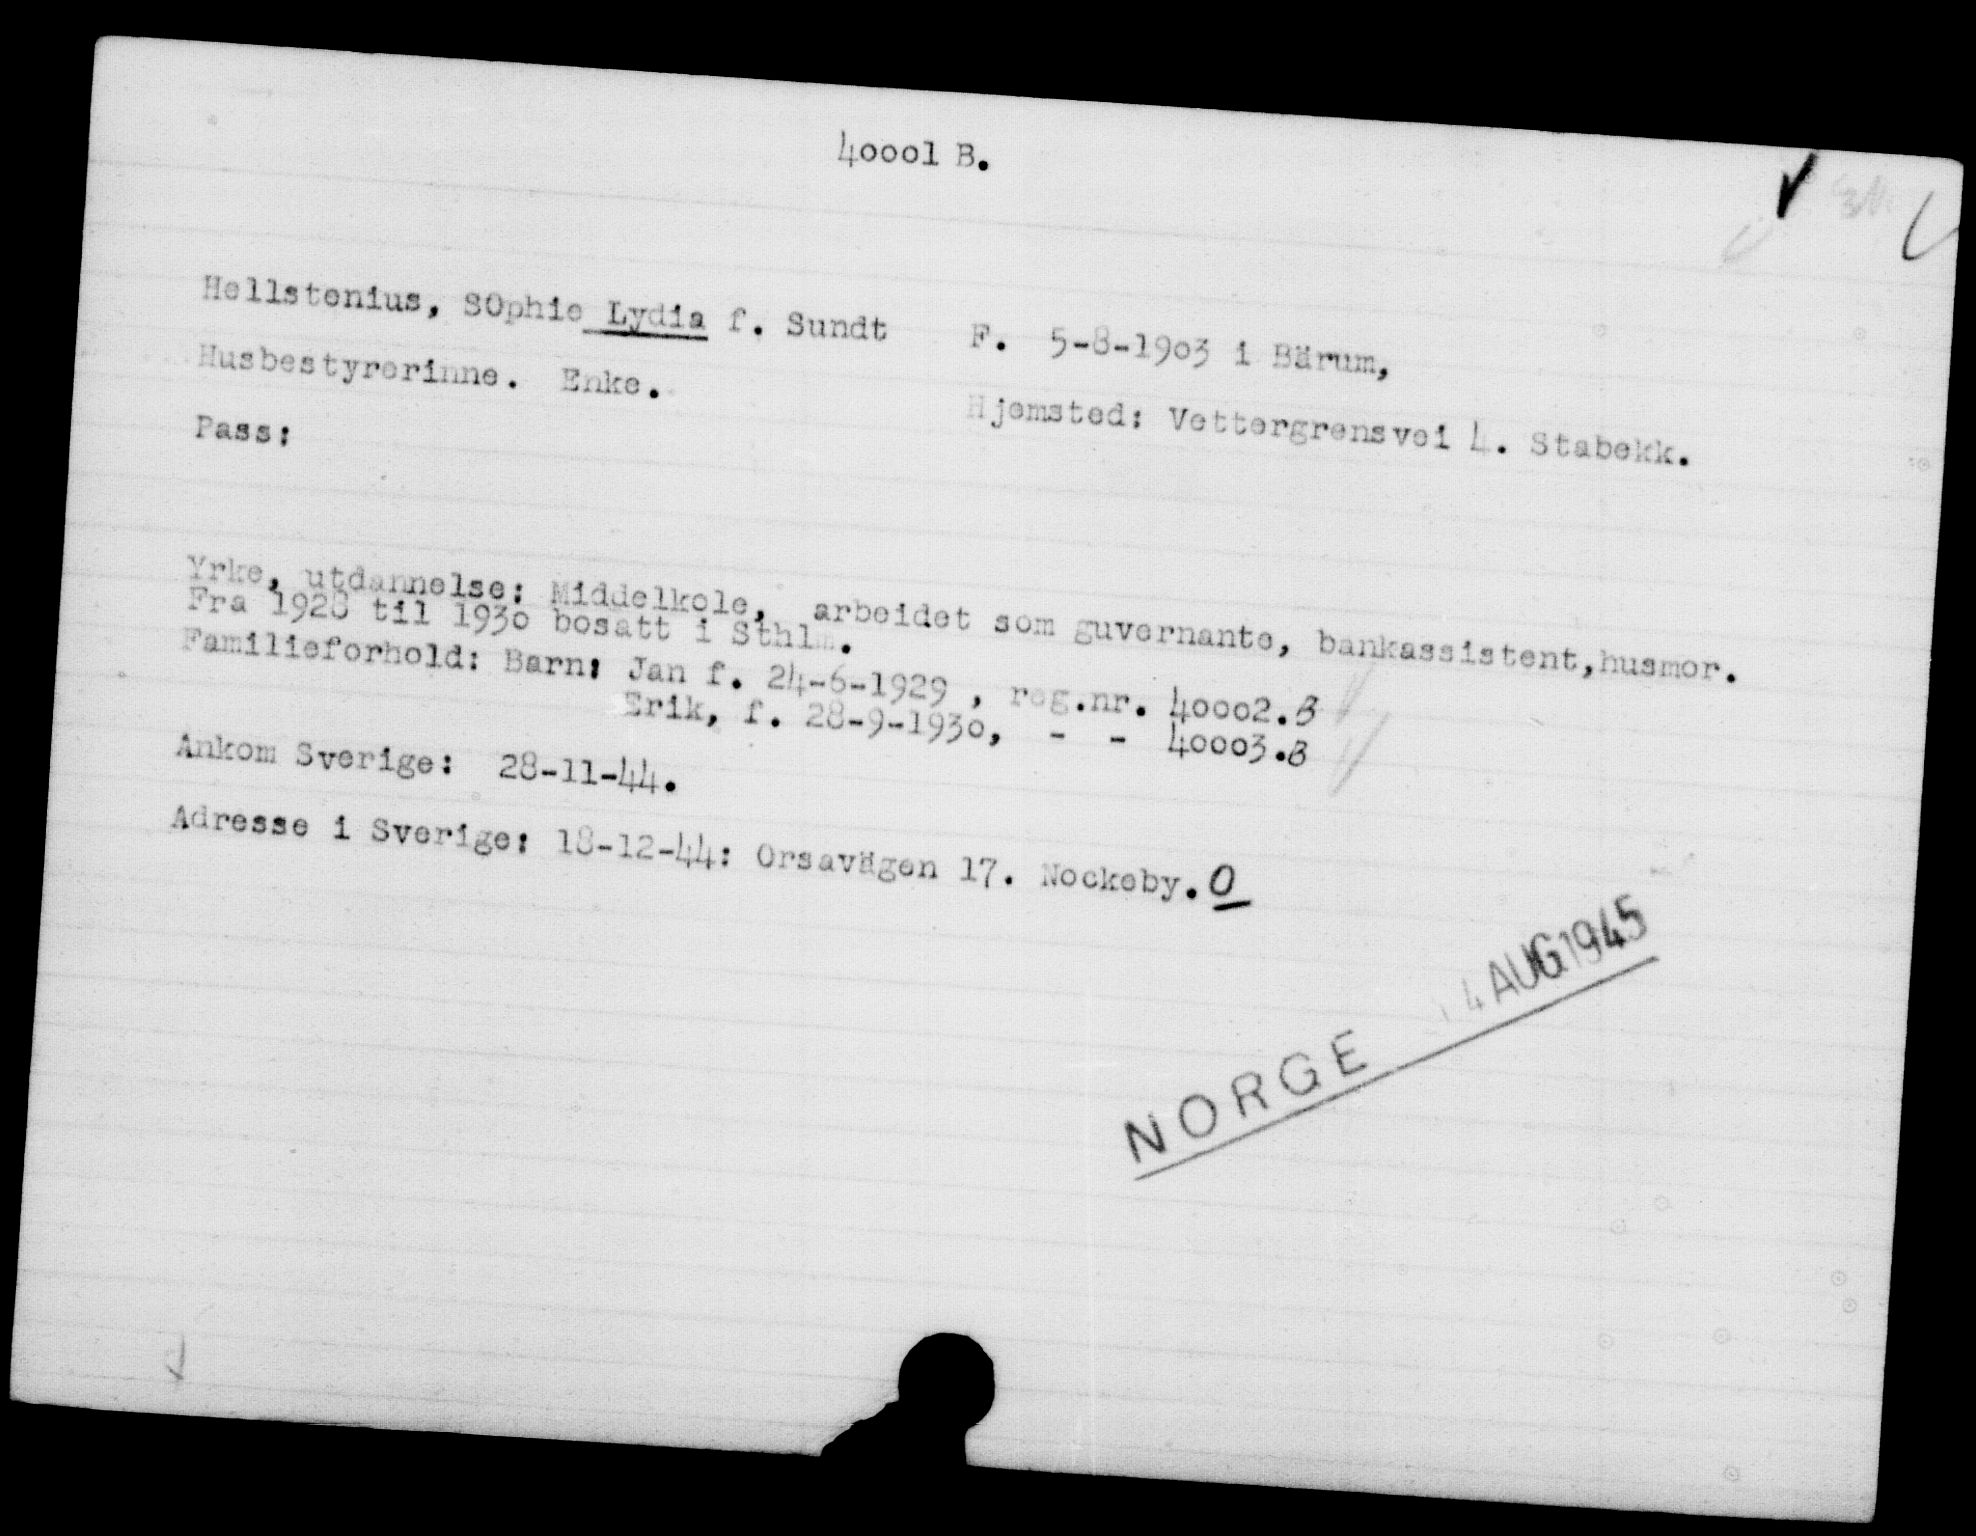 40001 B.
Hellstenius, SOphie Lydia f. Sundt
F. 5-8-1903 i Bärum,
Husbestyrerinne. Enke.
Hjemsted: Vettergrensvei 4. Stabekk.
Pass:
Yrke, utdannelse: Middelkole, arbeidet som guvernante, bankassistent,husmor.
Fra 1928 til 1930 bosatt i Sthlm.
Familieforhold: Barn: Jan f. 24-6-1929 , reg.nr. 40002.B
Erik, f. 28-9-1930, - - 40003.B
Ankom Sverige: 28-11-44.
Adresse i Sverige: 18-12-44: Orsavägen 17. Nockeby. O
NORGE 14 AUG 1945